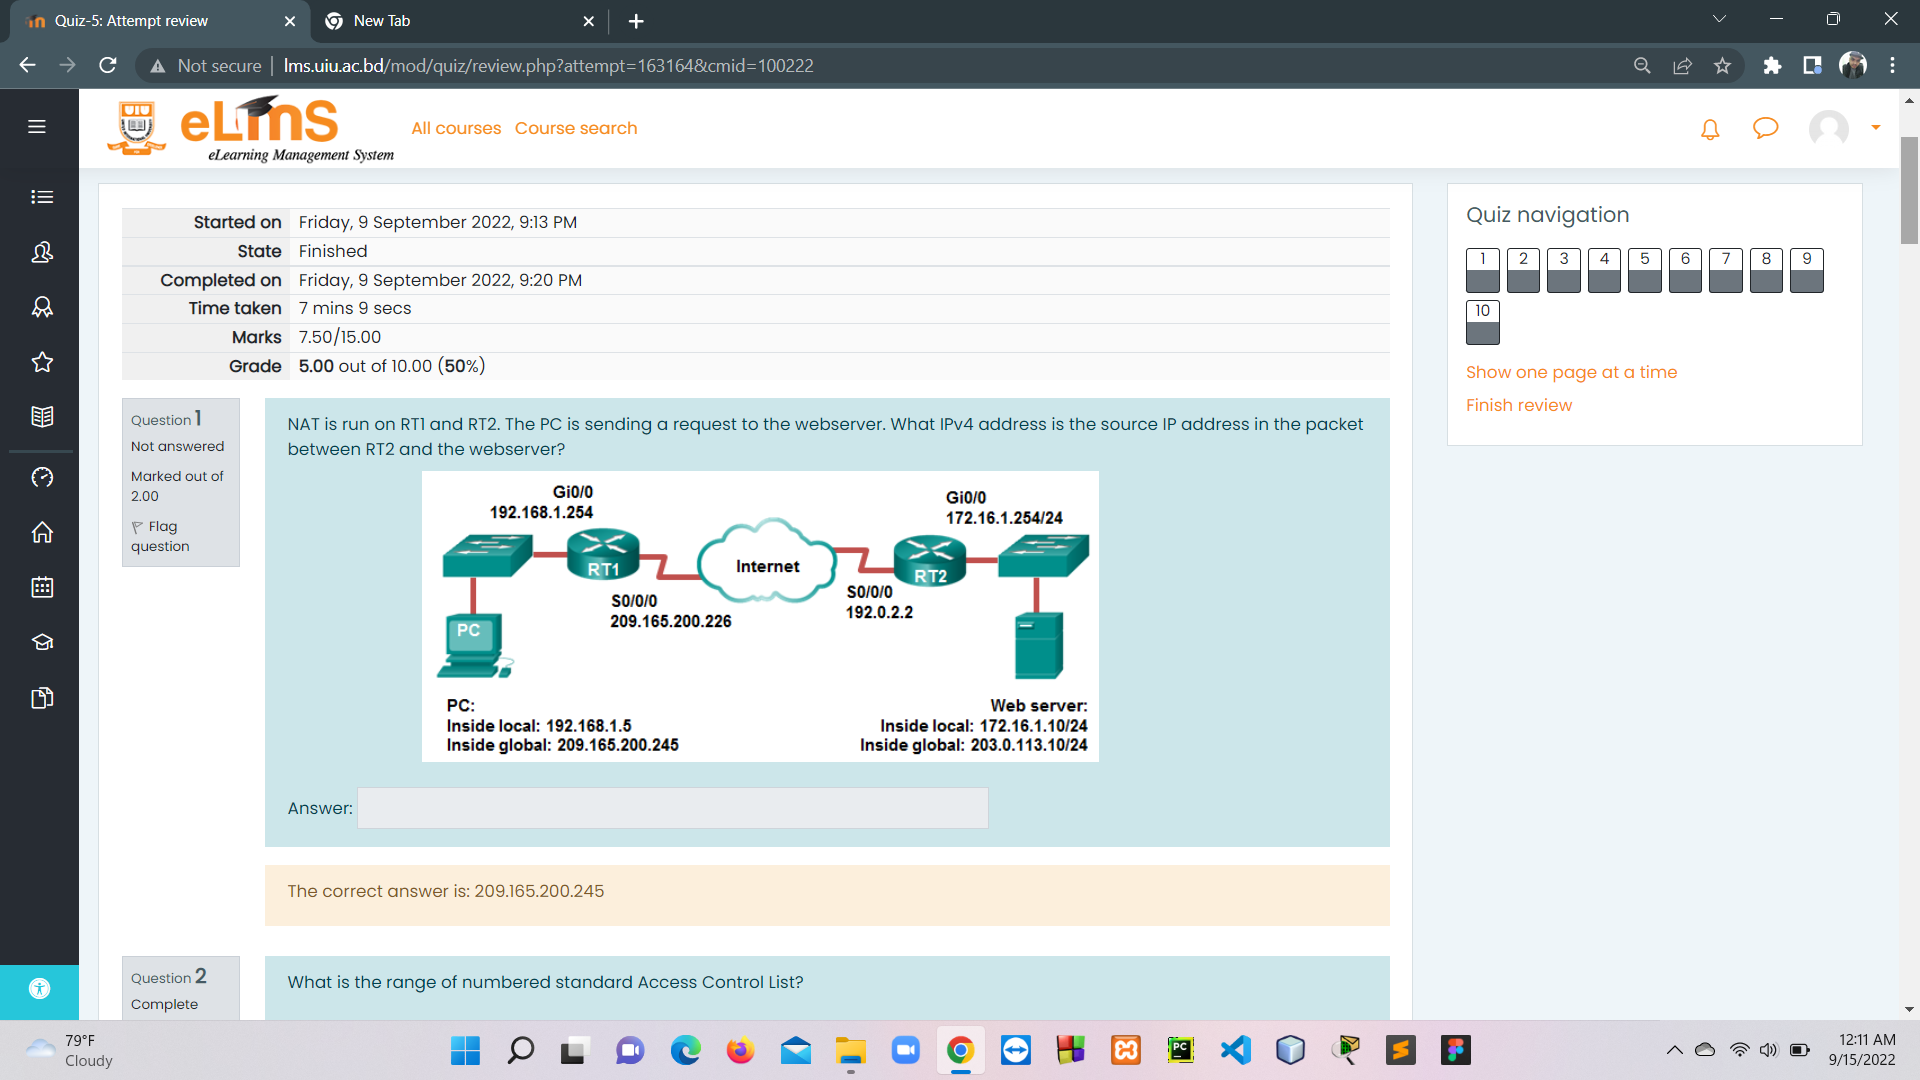 Quiz-5: Attempt review
New Tab
Not secure
lms.uiu.ac.bd/mod/quiz/review.php?attempt=163164&cmid=100222
eLmS
eLearning Management System
All courses Course search
Started on Friday, 9 September 2022, 9:13 PM
State Finished
Completed on Friday, 9 September 2022, 9:20 PM
Time taken 7 mins 9 secs
Marks 7.50/15.00
Grade 5.00 out of 10.00 (50%)
Quiz navigation
1 2 3 4 5 6 7 8 9
10
Show one page at a time
Finish review
Question 1
Not answered
Marked out of
2.00
Flag
question
NAT is run on RT1 and RT2. The PC is sending a request to the webserver. What IPv4 address is the source IP address in the packet
between RT2 and the webserver?
Gi0/0
192.168.1.254
Gi0/0
172.16.1.254/24
RT1
Internet
RT2
S0/0/0
209.165.200.226
S0/0/0
192.0.2.2
PC
PC:
Inside local: 192.168.1.5
Inside global: 209.165.200.245
Web server:
Inside local: 172.16.1.10/24
Inside global: 203.0.113.10/24
Answer:
The correct answer is: 209.165.200.245
Question 2
Complete
What is the range of numbered standard Access Control List?
79°F
Cloudy
PC
12:11 AM
9/15/2022